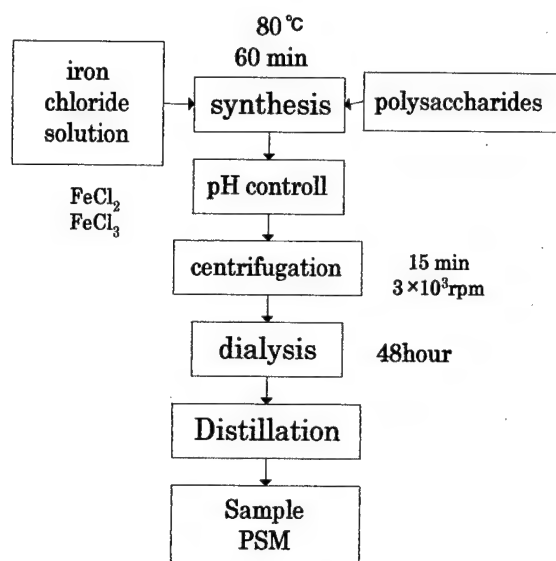 80 ℃
60 min
iron
chloride
solution
synthesis
polysaccharides
FeCl₂
FeCl₃
pH controll
centrifugation
15 min
3 ×10³rpm
dialysis
48hour
Distillation
Sample
PSM